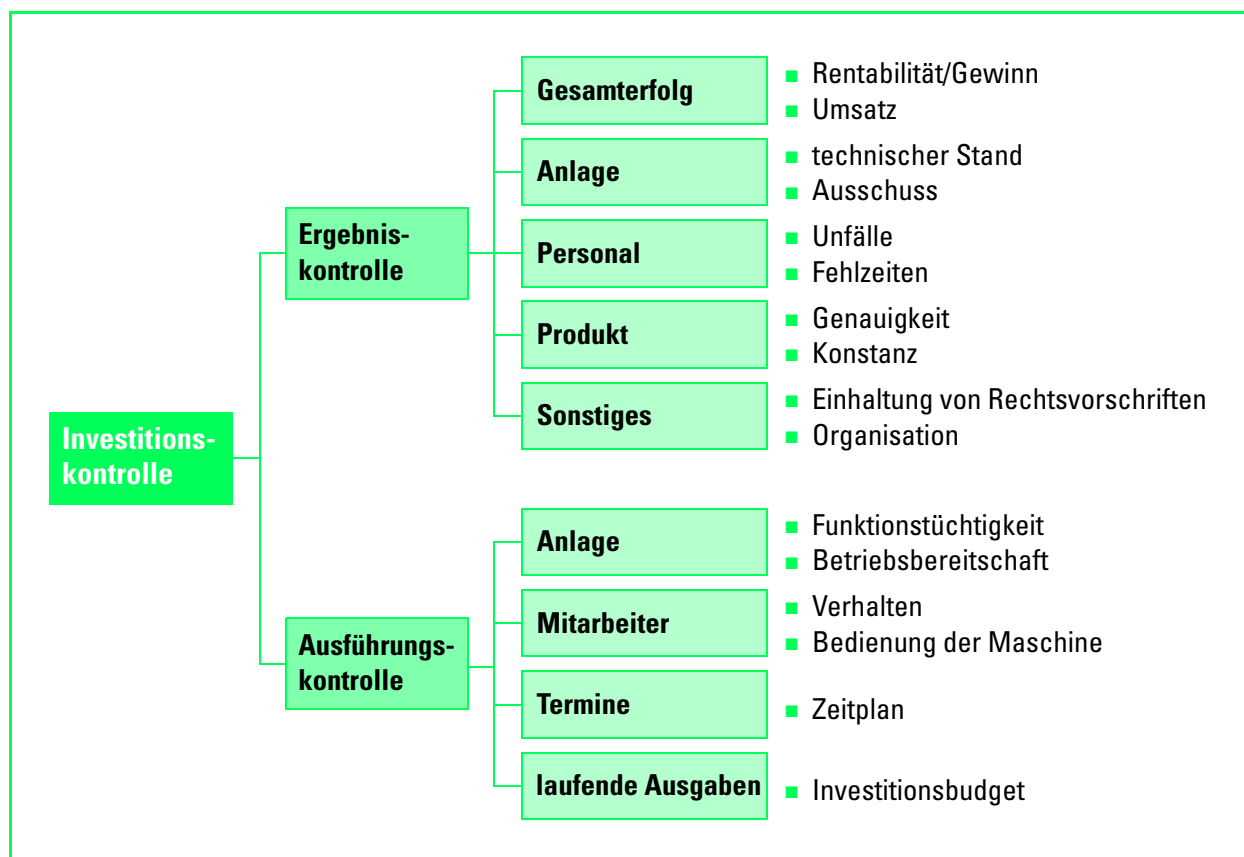 Gesamterfolg
Rentabilität/Gewinn
Umsatz
Anlage
technischer Stand
Ausschuss
Ergebnis-
kontrolle
Personal
Unfälle
Fehlzeiten
Produkt
Genauigkeit
Konstanz
Sonstiges
Einhaltung von Rechtsvorschriften
Organisation
Investitions-
kontrolle
Anlage
Funktionstüchtigkeit
Betriebsbereitschaft
Ausführungs-
kontrolle
Mitarbeiter
Verhalten
Bedienung der Maschine
Termine
Zeitplan
laufende Ausgaben
Investitionsbudget